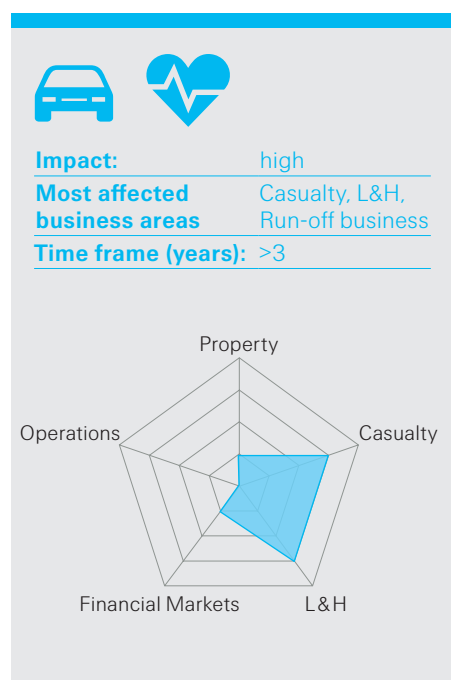 Impact: high
Most affected Casualty, L&H,
business areas Run-off business
Time frame (years): >3
Property
Operations Casualty
Financial Markets L&H